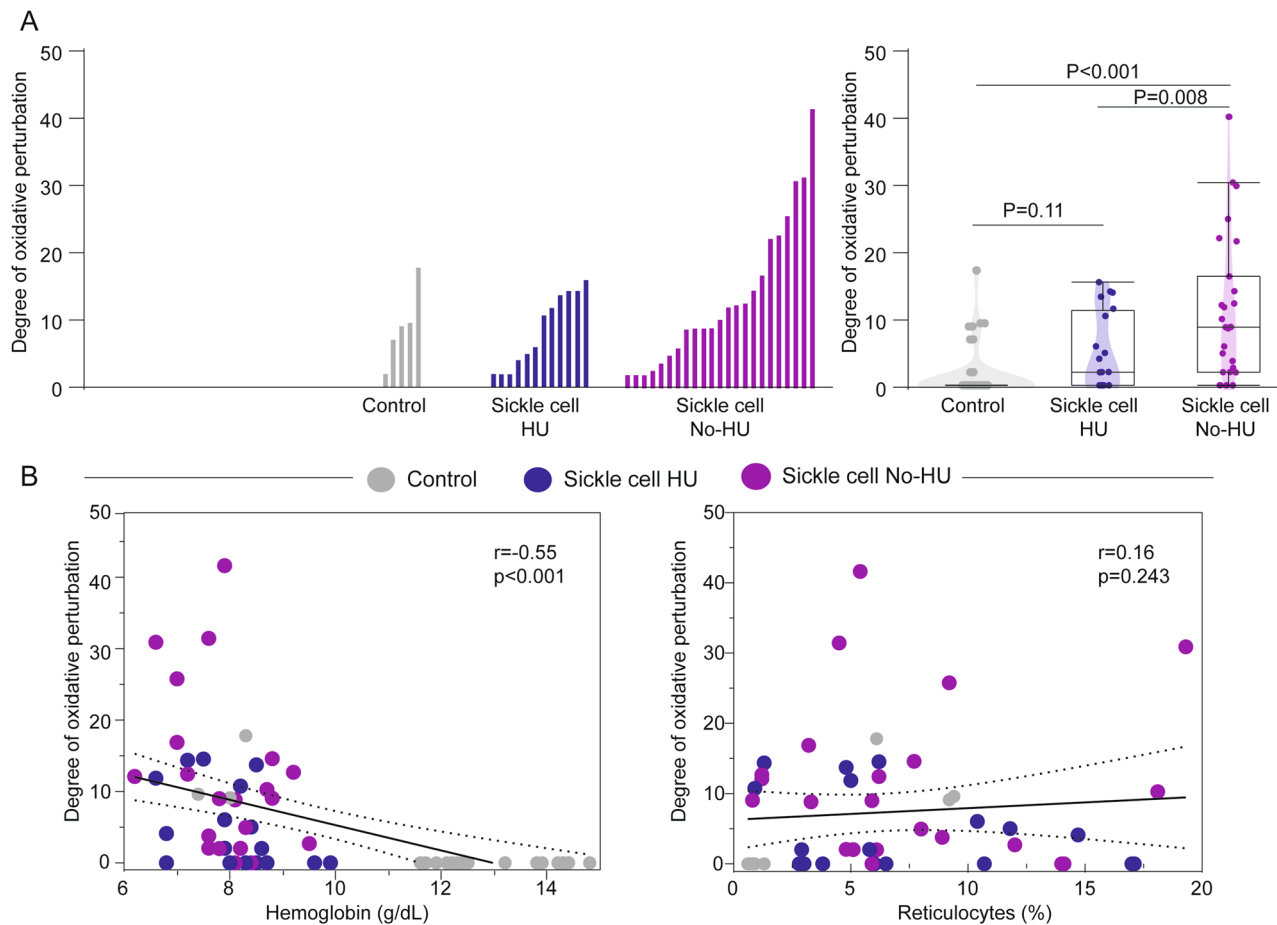 A
Degree of oxidative perturbation
50
40
30
20
10
0
Control
Sickle cell
HU
Sickle cell
No-HU
Degree of oxidative perturbation
50
40
30
20
10
0
P<0.001
P=0.008
P=0.11
Control
Sickle cell
HU
Sickle cell
No-HU
B
Control
Sickle cell HU
Sickle cell No-HU
Degree of oxidative perturbation
50
40
30
20
10
0
r=-0.55
p<0.001
6 8 10 12 14
Hemoglobin (g/dL)
Degree of oxidative perturbation
50
40
30
20
10
0
r=0.16
p=0.243
0 5 10 15 20
Reticulocytes (%)